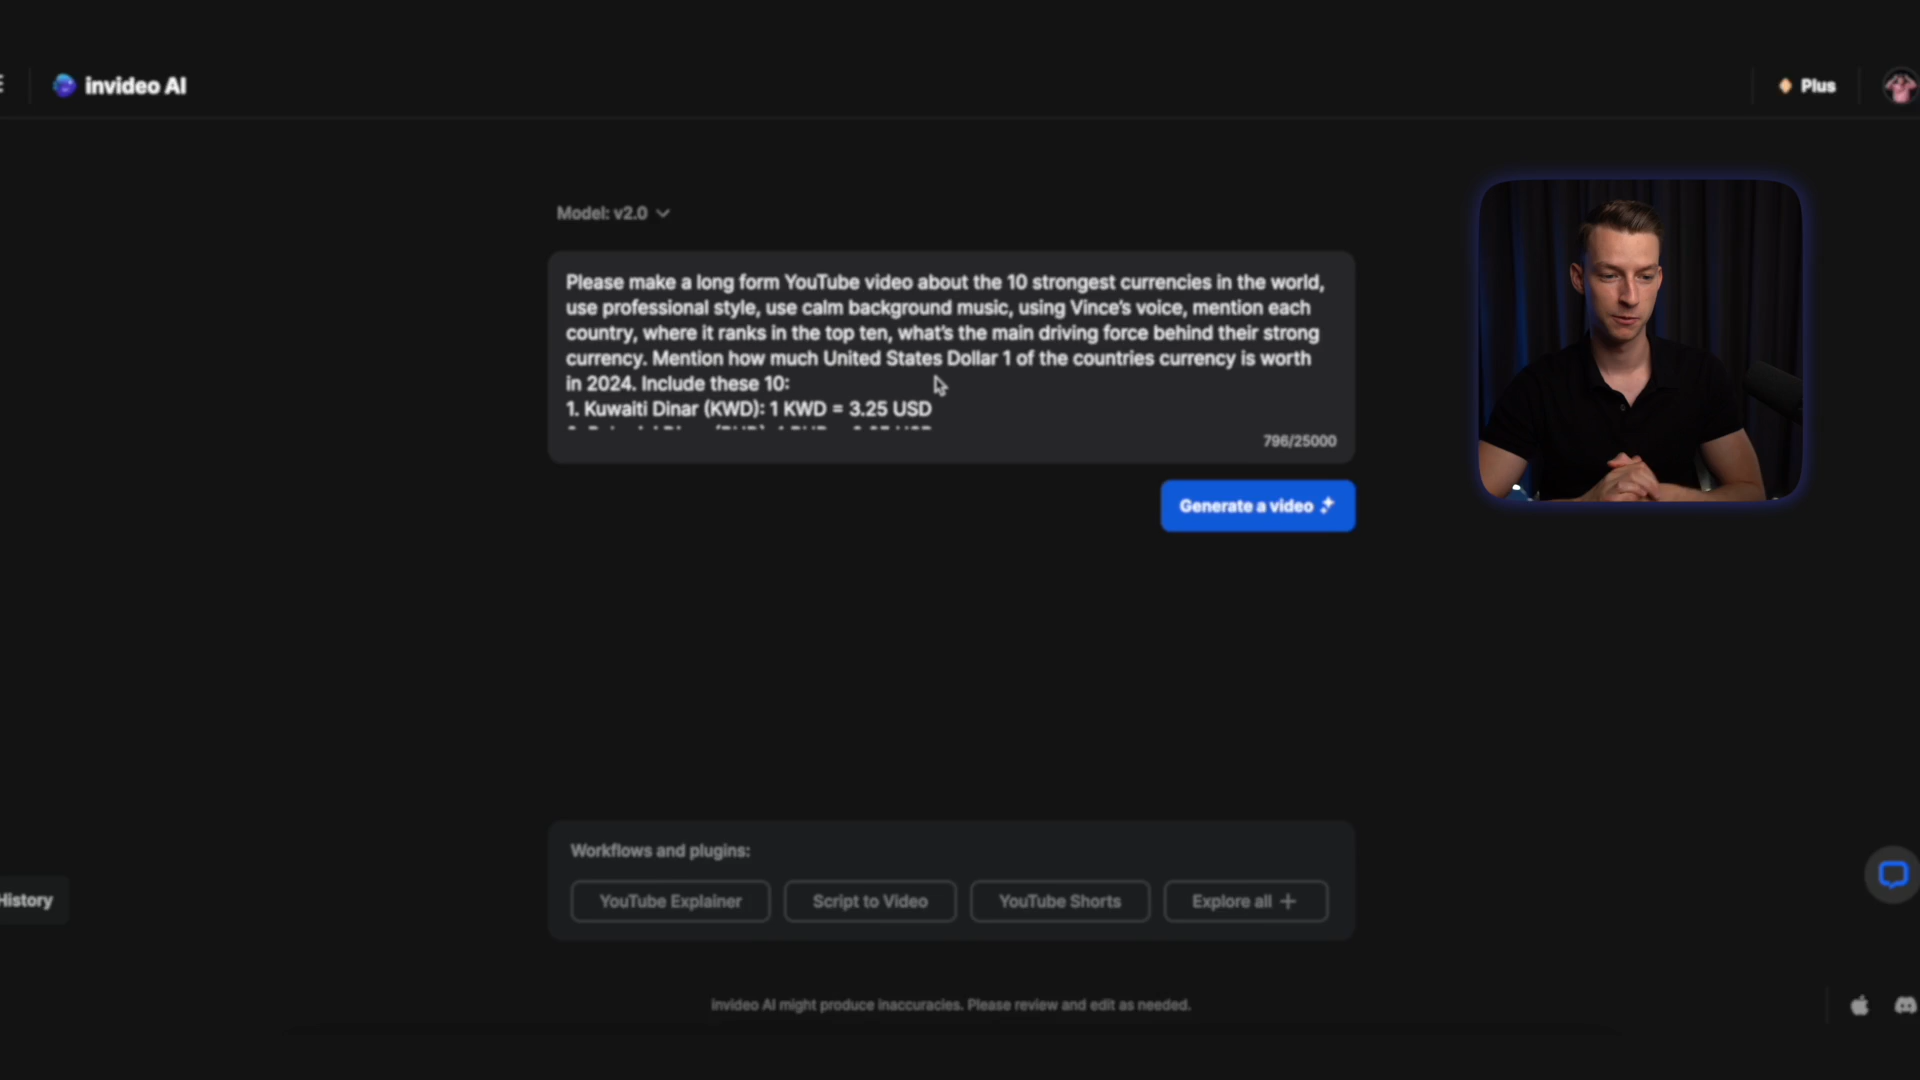 invideo AI
Plus
Model: v2.0
Please make a long form YouTube video about the 10 strongest currencies in the world,
use professional style, use calm background music, using Vince's voice, mention each
country, where it ranks in the top ten, what's the main driving force behind their strong
currency. Mention how much United States Dollar 1 of the countries currency is worth
in 2024. Include these 10:
1. Kuwaiti Dinar (KWD): 1 KWD = 3.25 USD
796/25000
Generate a video
Workflows and plugins:
YouTube Explainer
Script to Video
YouTube Shorts
Explore all +
History
invideo AI might produce inaccuracies. Please review and edit as needed.